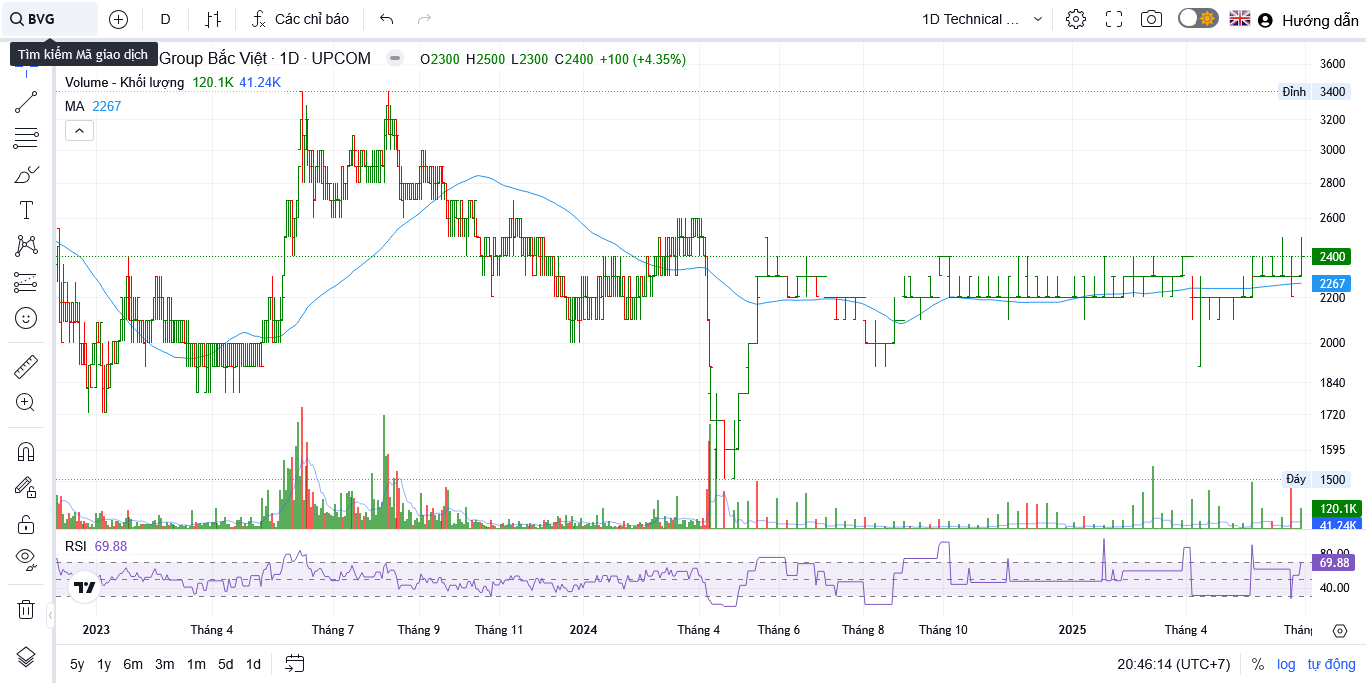 BVG D Các chỉ báo 1D Technical ... Hướng dẫn
Tìm kiếm Mã giao dịch
Group Bắc Việt · 1D · UPCOM O2300 H2500 L2300 C2400 +100 (+4.35%)
Volume - Khối lượng 120.1K 41.24K
MA 2267
3600
Đỉnh 3400
3200
3000
2800
2600
2400
2267
2200
2000
1840
1720
1595
Đáy 1500
120.1K
41.24K
RSI 69.88
80.00
69.88
40.00
2023 Tháng 4 Tháng 7 Tháng 9 Tháng 11 2024 Tháng 4 Tháng 6 Tháng 8 Tháng 10 2025 Tháng 4 Tháng
5y 1y 6m 3m 1m 5d 1d 20:46:14 (UTC+7) % log tự động